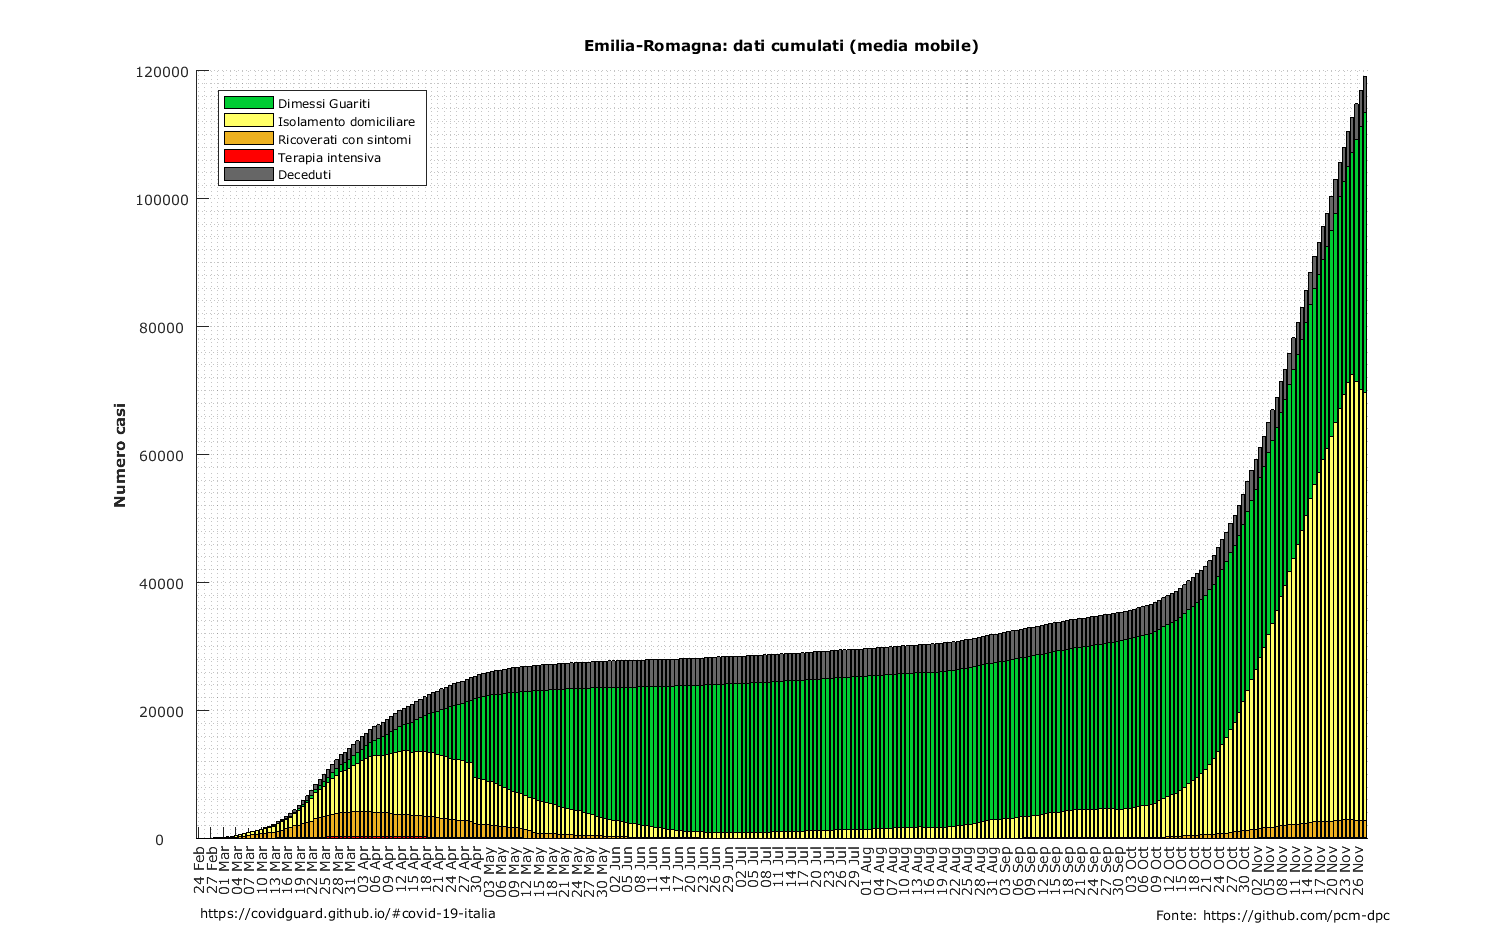 Emilia-Romagna: dati cumulati (media mobile)
120000
100000
80000
60000
40000
20000
0
Numero casi
Dimessi Guariti
Isolamento domiciliare
Ricoverati con sintomi
Terapia intensiva
Deceduti
24 Feb
27 Feb
01 Mar
04 Mar
07 Mar
10 Mar
13 Mar
16 Mar
19 Mar
22 Mar
25 Mar
28 Mar
31 Mar
03 Apr
06 Apr
09 Apr
12 Apr
15 Apr
18 Apr
21 Apr
24 Apr
27 Apr
30 Apr
03 May
06 May
09 May
12 May
15 May
18 May
21 May
24 May
27 May
30 May
02 Jun
05 Jun
08 Jun
11 Jun
14 Jun
17 Jun
20 Jun
23 Jun
26 Jun
29 Jun
02 Jul
05 Jul
08 Jul
11 Jul
14 Jul
17 Jul
20 Jul
23 Jul
26 Jul
29 Jul
01 Aug
04 Aug
07 Aug
10 Aug
13 Aug
16 Aug
19 Aug
22 Aug
25 Aug
28 Aug
31 Aug
03 Sep
06 Sep
09 Sep
12 Sep
15 Sep
18 Sep
21 Sep
24 Sep
27 Sep
30 Sep
03 Oct
06 Oct
09 Oct
12 Oct
15 Oct
18 Oct
21 Oct
24 Oct
27 Oct
30 Oct
02 Nov
05 Nov
08 Nov
11 Nov
14 Nov
17 Nov
20 Nov
23 Nov
26 Nov
https://covidguard.github.io/#covid-19-italia
Fonte: https://github.com/pcm-dpc